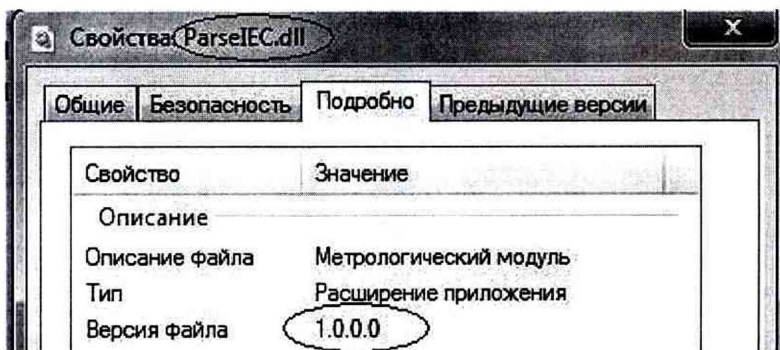 Свойства: ParseIEC.dll
Общие Безопасность Подробно Предыдущие версии
Свойство Значение
Описание
Описание файла Метрологический модуль
Тип Расширение приложения
Версия файла 1.0.0.0